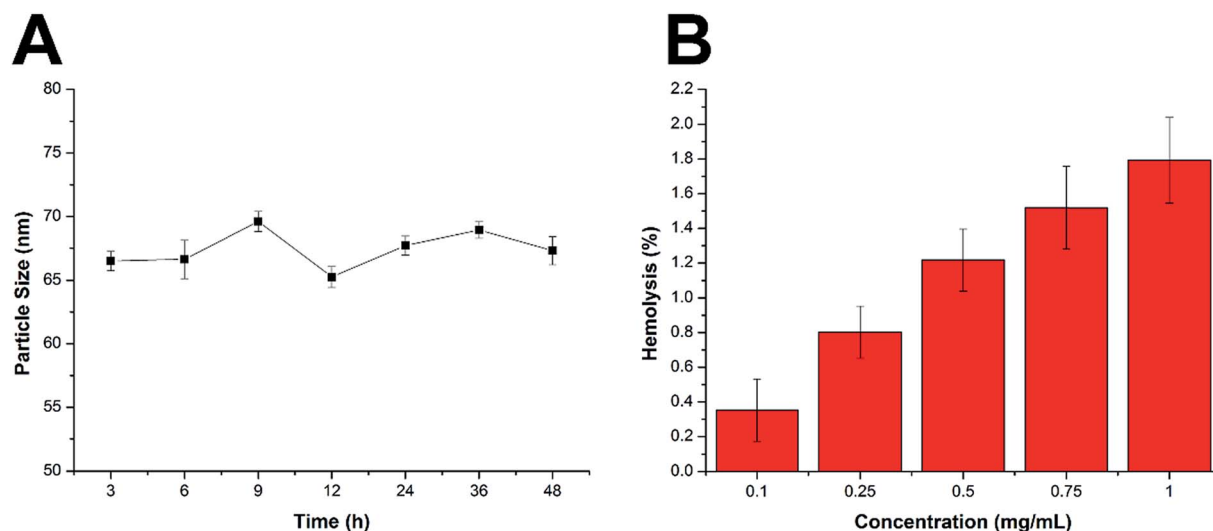 A
80
75
70
65
60
55
50
Particle Size (nm)
3 6 9 12 24 36 48
Time (h)
B
2.2
2.0
1.8
1.6
1.4
1.2
1.0
0.8
0.6
0.4
0.2
0.0
Hemolysis (%)
0.1 0.25 0.5 0.75 1
Concentration (mg/mL)